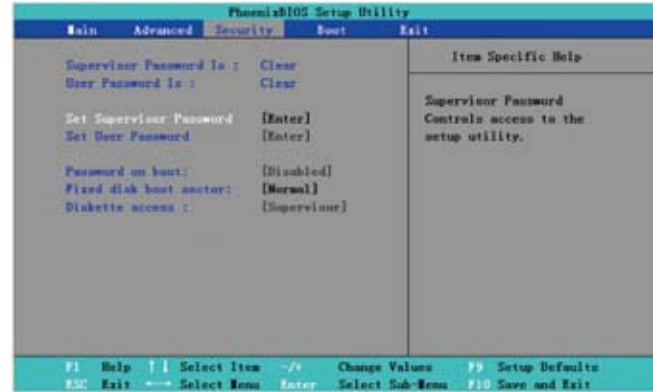 PhoenixBIOS Setup Utility
Main Advanced Security Boot Exit
Supervisor Password Is : Clear
User Password Is : Clear
Set Supervisor Password [Enter]
Set User Password [Enter]
Password on boot: [Disabled]
Fixed disk boot sector: [Normal]
Diskette access : [Supervisor]
Item Specific Help
Supervisor Password
Controls access to the
setup utility.
F1 Help ↑↓ Select Item -/+ Change Values F9 Setup Defaults
ESC Exit ←→ Select Menu Enter Select Sub-Menu F10 Save and Exit